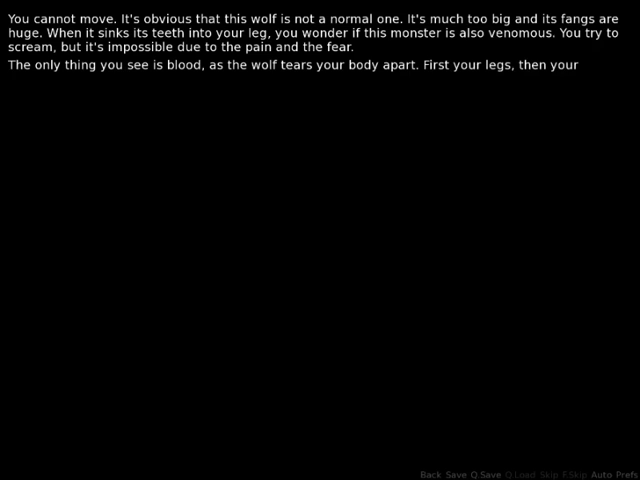 You cannot move. It's obvious that this wolf is not a normal one. It's much too big and its fangs are
huge. When it sinks its teeth into your leg, you wonder if this monster is also venomous. You try to
scream, but it's impossible due to the pain and the fear.
The only thing you see is blood, as the wolf tears your body apart. First your legs, then your
Back Save Q.Save Q.Load Skip F.Skip Auto Prefs